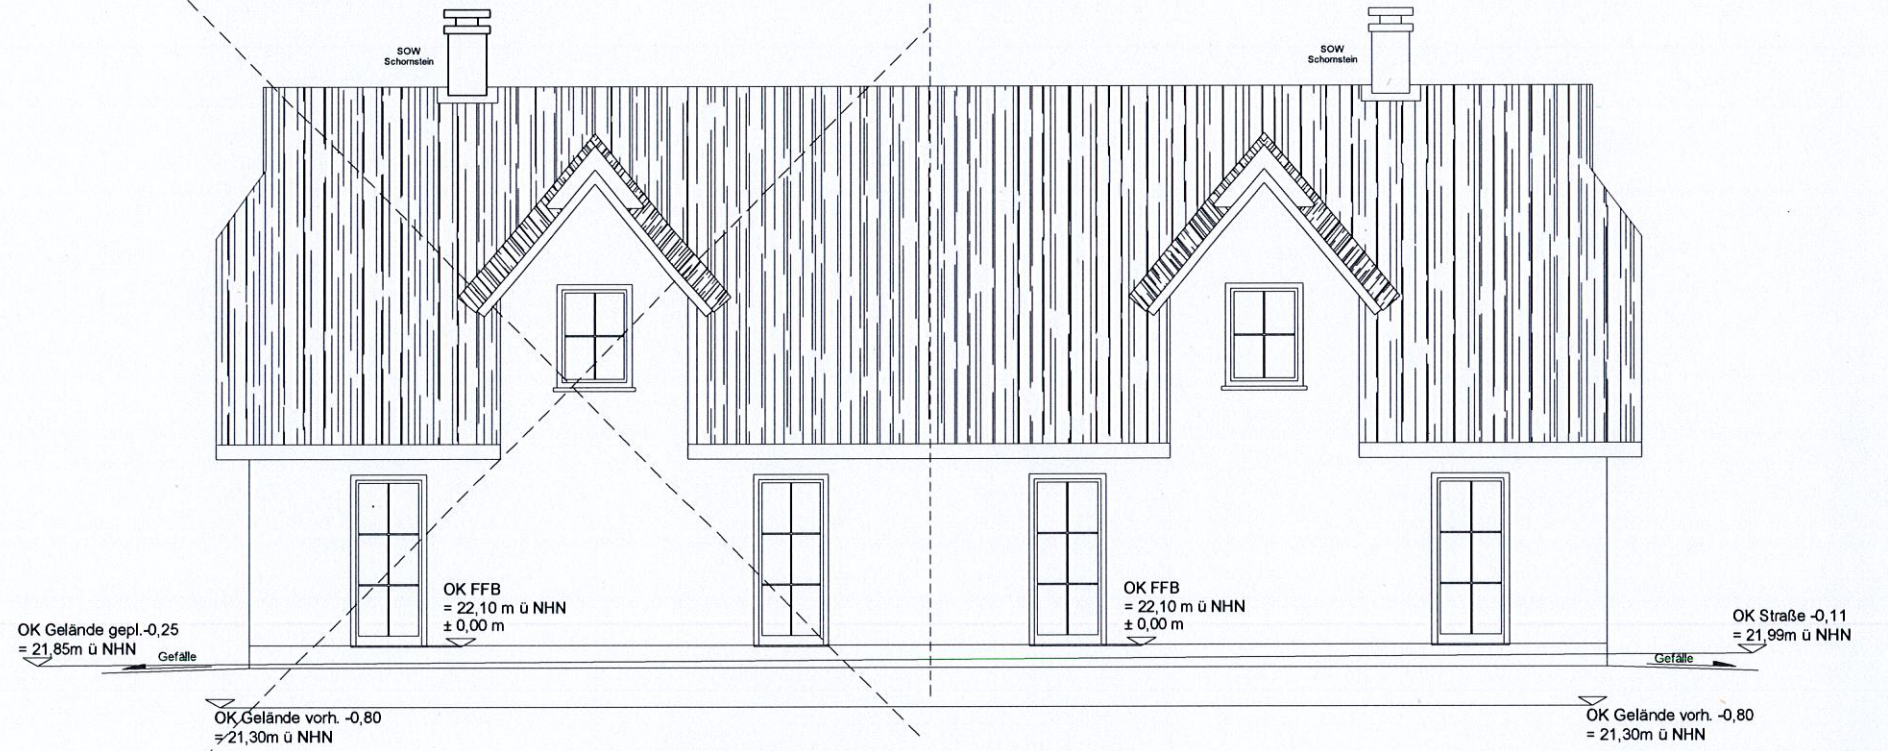 SOW
Schornstein
SOW
Schornstein
OK FFB
= 22,10 m ü NHN
± 0,00 m
OK FFB
= 22,10 m ü NHN
± 0,00 m
OK Gelände gepl.-0,25
= 21,85m ü NHN
Gefälle
OK Straße -0,11
= 21,99m ü NHN
Gefälle
OK Gelände vorh. -0,80
= 21,30m ü NHN
OK Gelände vorh. -0,80
= 21,30m ü NHN